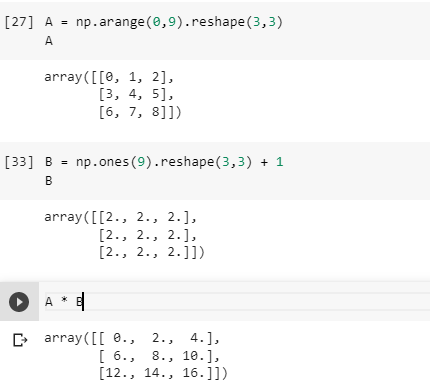 [27] A = np.arange(0,9).reshape(3,3)
A
array([[0, 1, 2],
[3, 4, 5],
[6, 7, 8]])
[33] B = np.ones(9).reshape(3,3) + 1
B
array([[2., 2., 2.],
[2., 2., 2.],
[2., 2., 2.]])
A * B
array([[ 0., 2., 4.],
[ 6., 8., 10.],
[12., 14., 16.]])